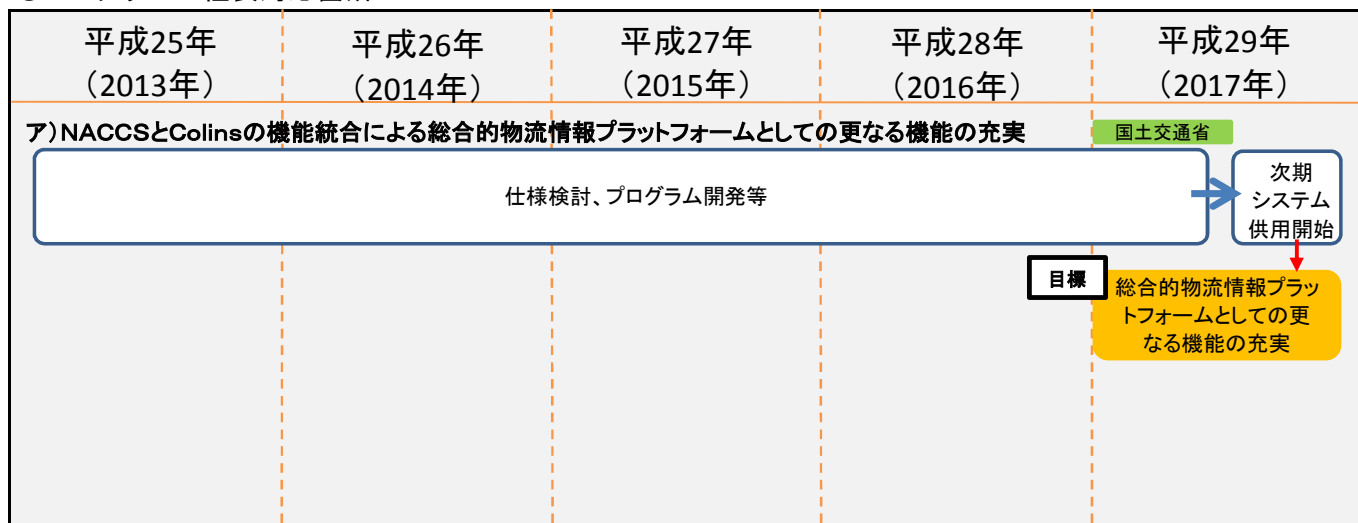 平成25年
(2013年)
平成26年
(2014年)
平成27年
(2015年)
平成28年
(2016年)
平成29年
(2017年)
ア)NACCSとColinsの機能統合による総合的物流情報プラットフォームとしての更なる機能の充実
国土交通省
仕様検討、プログラム開発等
次期
システム
供用開始
目標
総合的物流情報プラッ
トフォームとしての更
なる機能の充実